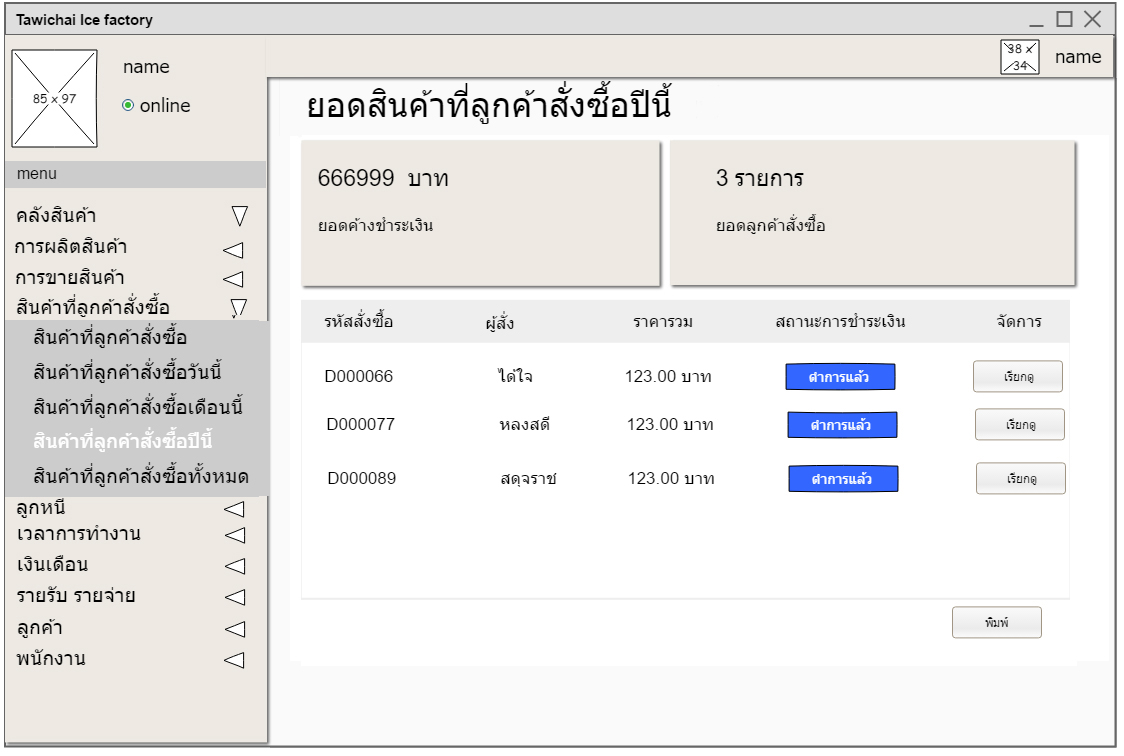 Tawichai Ice factory
38 x 34
name
85 x 97
name
online
menu
คลังสินค้า
การผลิตสินค้า
การขายสินค้า
สินค้าที่ลูกค้าสั่งซื้อ
สินค้าที่ลูกค้าสั่งซื้อ
สินค้าที่ลูกค้าสั่งซื้อวันนี้
สินค้าที่ลูกค้าสั่งซื้อเดือนนี้
สินค้าที่ลูกค้าสั่งซื้อปีนี้
สินค้าที่ลูกค้าสั่งซื้อทั้งหมด
ลูกหนี
เวลาการทำงาน
เงินเดือน
รายรับ รายจ่าย
ลูกค้า
พนักงาน
ยอดสินค้าที่ลูกค้าสั่งซื้อปีนี้
666999 บาท
ยอดค้างชำระเงิน
3 รายการ
ยอดลูกค้าสั่งซื้อ
รหัสสั่งซื้อ ผู้สั่ง ราคารวม สถานะการชำระเงิน จัดการ
D000066 ได้ใจ 123.00 บาท ดำการแล้ว เรียกดู
D000077 หลงสดี 123.00 บาท ดำการแล้ว เรียกดู
D000089 สดุจราช 123.00 บาท ดำการแล้ว เรียกดู
พิมพ์